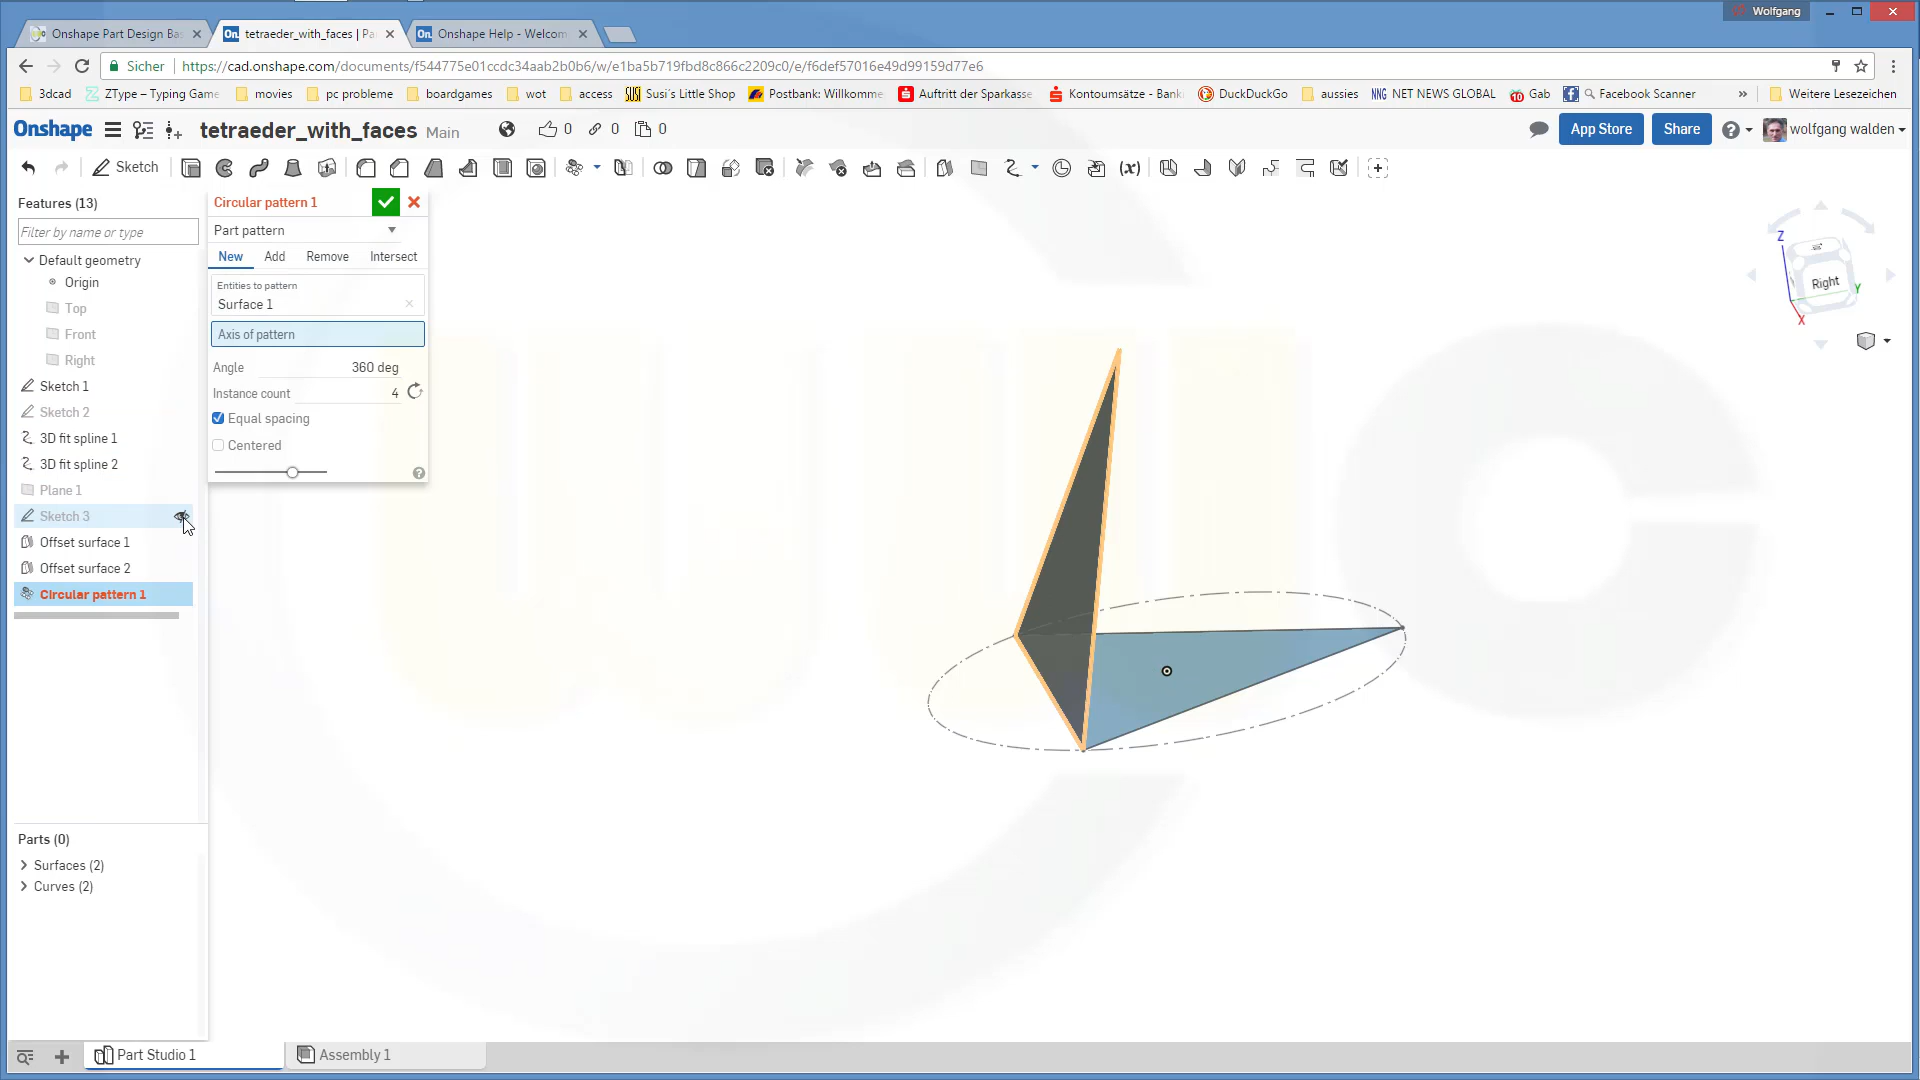 Wolfgang
Onshape Part Design Bas
tetraeder_with_faces | Pa
Onshape Help - Welcom
Sicher
https://cad.onshape.com/documents/f544775e01ccdc34aab2b0b6/w/e1ba5b719fbd8c866c2209c0/e/f6def57016e49d99159d77e6
3dcad
ZType – Typing Game
movies
pc probleme
boardgames
wot
access
Susi's Little Shop
Postbank: Willkomme
Auftritt der Sparkasse
Kontoumsätze - Banki
DuckDuckGo
aussies
NET NEWS GLOBAL
Gab
Facebook Scanner
»
Weitere Lesezeichen
Onshape
tetraeder_with_faces
Main
0
0
0
App Store
Share
wolfgang walden
Sketch
(x)
Features (13)
Filter by name or type
Default geometry
Origin
Top
Front
Right
Sketch 1
Sketch 2
3D fit spline 1
3D fit spline 2
Plane 1
Sketch 3
Offset surface 1
Offset surface 2
Circular pattern 1
Circular pattern 1
Part pattern
New Add Remove Intersect
Entities to pattern
Surface 1
Axis of pattern
Angle 360 deg
Instance count 4
Equal spacing
Centered
Z
Right
Y
X
Parts (0)
Surfaces (2)
Curves (2)
Part Studio 1
Assembly 1